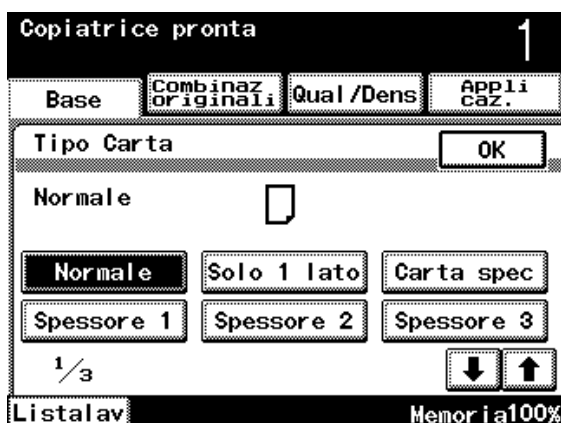 Copiatrice pronta 1
Base Combinaz originali Qual/Dens Appli caz.
Tipo Carta OK
Normale
Normale Solo 1 lato Carta spec
Spessore 1 Spessore 2 Spessore 3
1/3
Listalav Memoria100%